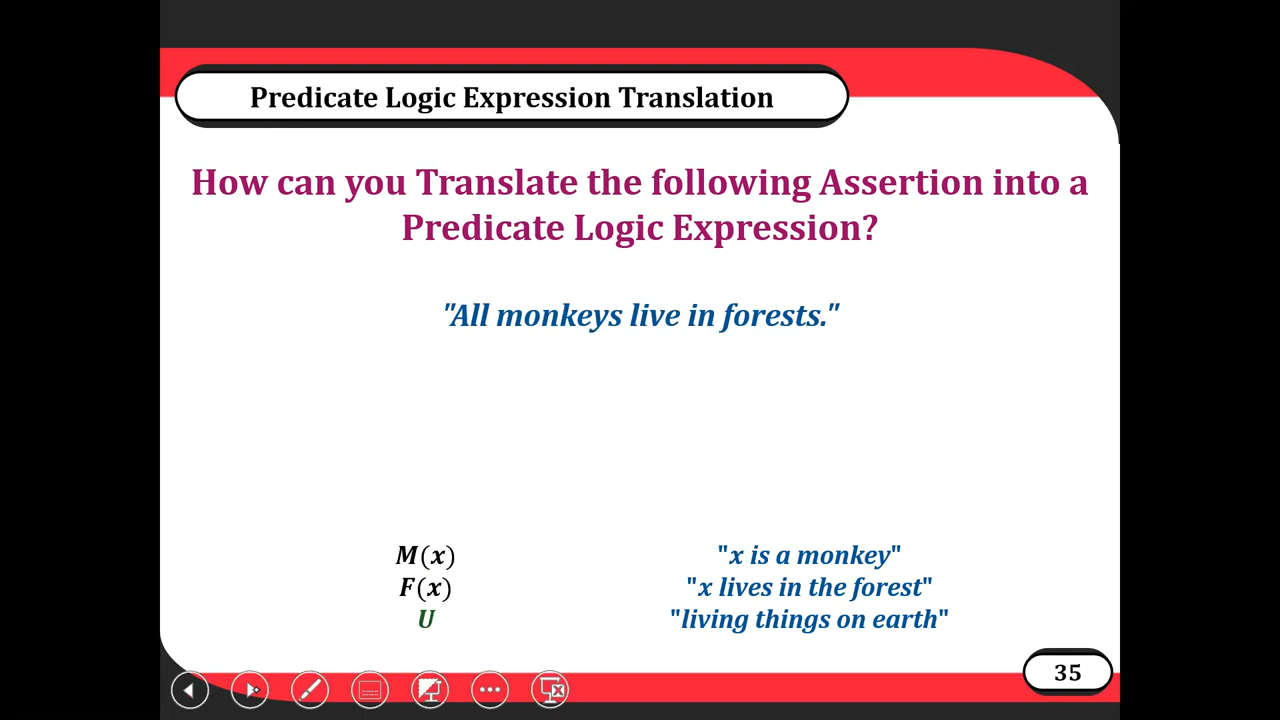 Predicate Logic Expression Translation
How can you Translate the following Assertion into a
Predicate Logic Expression?
"All monkeys live in forests."
M(x) "x is a monkey"
F(x) "x lives in the forest"
U "living things on earth"
35